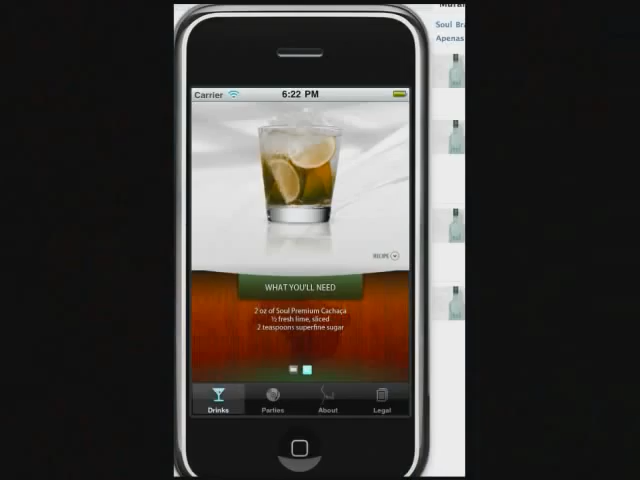 Soul Bra
Apenas
Carrier
6:22 PM
RECIPE
WHAT YOU'LL NEED
2 oz of Soul Premium Cachaça
½ fresh lime, sliced
2 teaspoons superfine sugar
Drinks
Parties
About
Legal